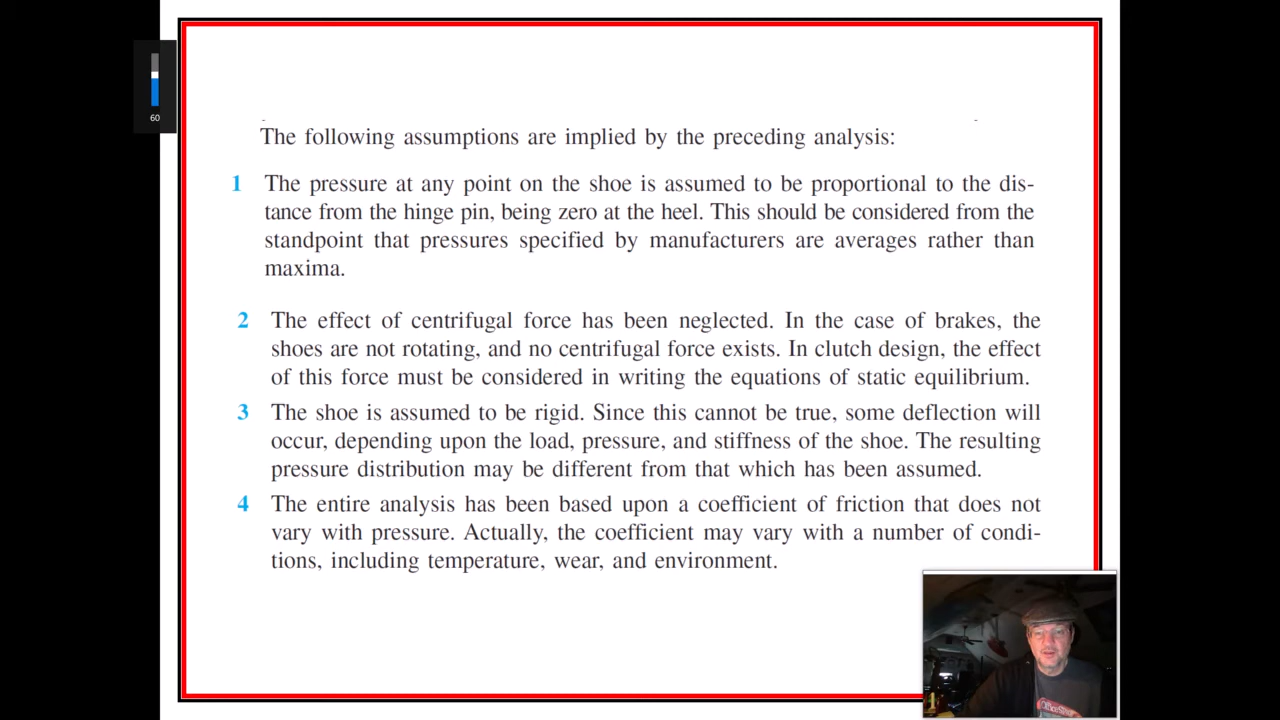 60
The following assumptions are implied by the preceding analysis:
1 The pressure at any point on the shoe is assumed to be proportional to the dis-
tance from the hinge pin, being zero at the heel. This should be considered from the
standpoint that pressures specified by manufacturers are averages rather than
maxima.
2 The effect of centrifugal force has been neglected. In the case of brakes, the
shoes are not rotating, and no centrifugal force exists. In clutch design, the effect
of this force must be considered in writing the equations of static equilibrium.
3 The shoe is assumed to be rigid. Since this cannot be true, some deflection will
occur, depending upon the load, pressure, and stiffness of the shoe. The resulting
pressure distribution may be different from that which has been assumed.
4 The entire analysis has been based upon a coefficient of friction that does not
vary with pressure. Actually, the coefficient may vary with a number of condi-
tions, including temperature, wear, and environment.